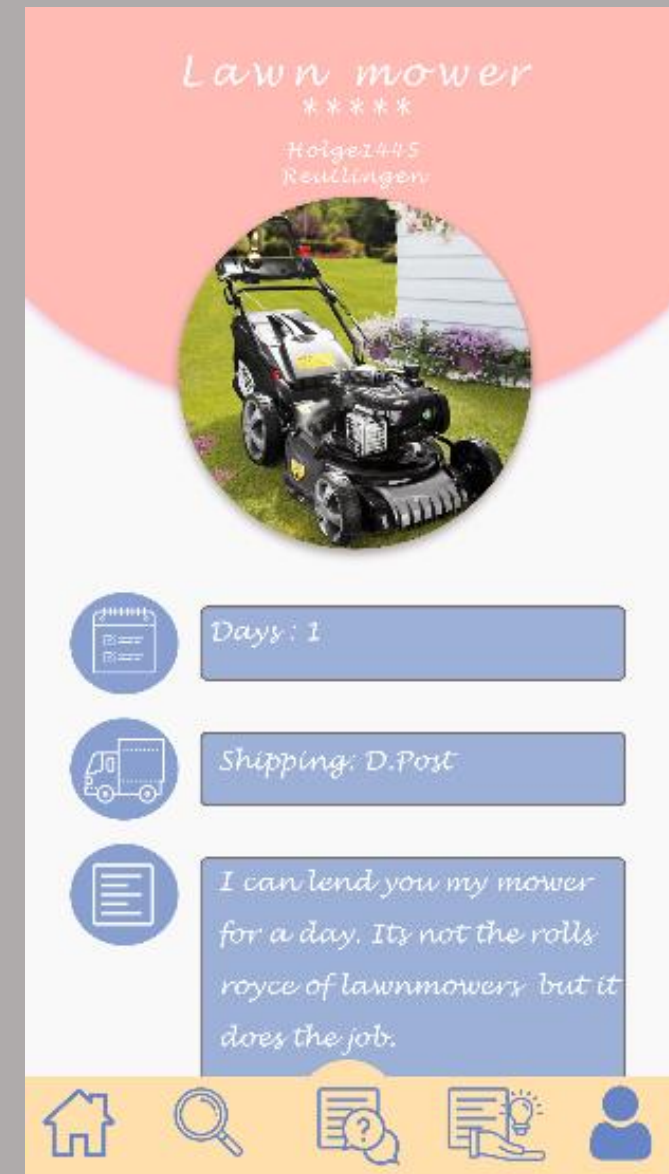 Lawn mower
*****
Holge1445
Reutlingen
Days : 1
Shipping: D.Post
I can lend you my mower
for a day. Its not the rolls
royce of lawnmowers but it
does the job.
?